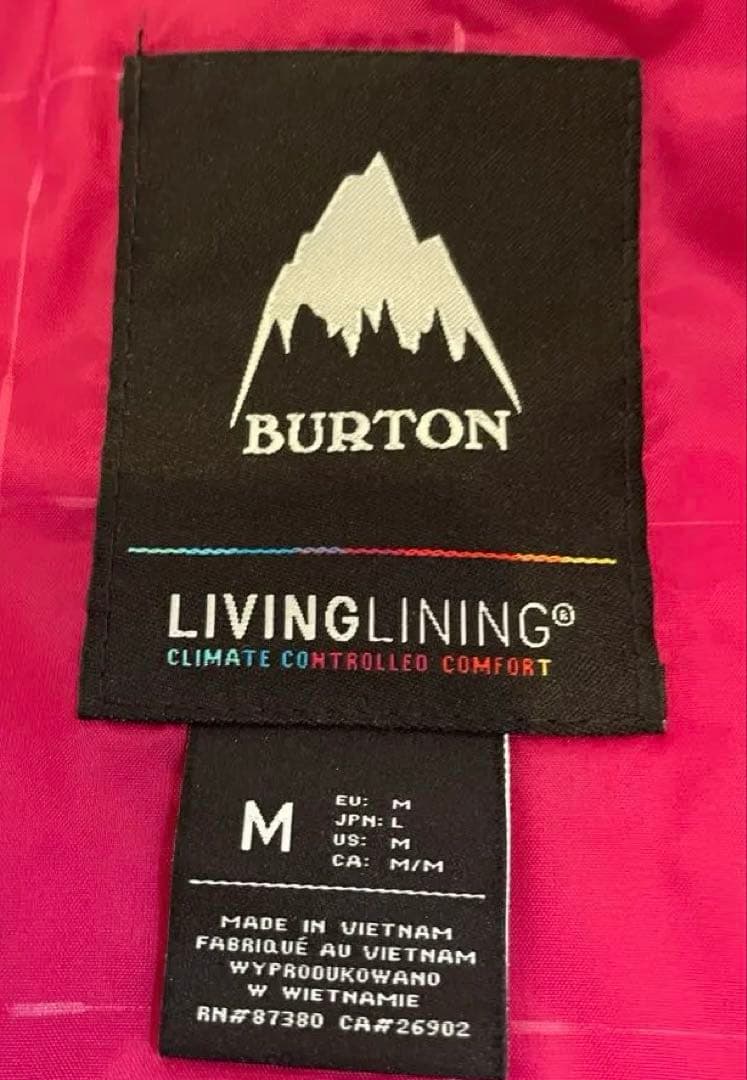 BURTON
LIVINGLINING®
CLIMATE CONTROLLED COMFORT
M
EU: M
JPN: L
US: M
CA: M/M
MADE IN VIETNAM
FABRIQUÉ AU VIETNAM
WYPRODUKOWANO
W WIETNAMIE
RN#87380 CA#26902